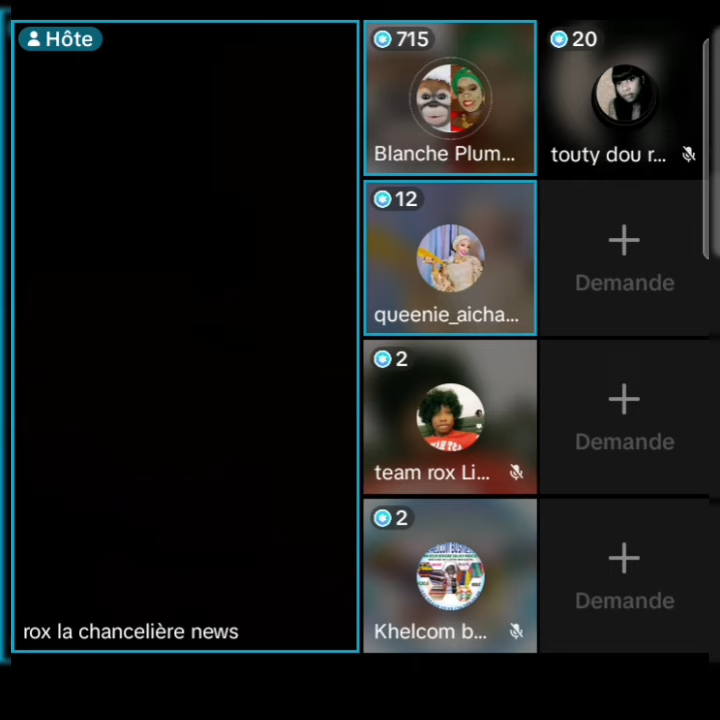 Hôte
rox la chancelière news
715
Blanche Plum...
20
touty dou r...
12
queenie_aicha...
Demande
2
team rox Li...
Demande
2
Khelcom b...
Demande